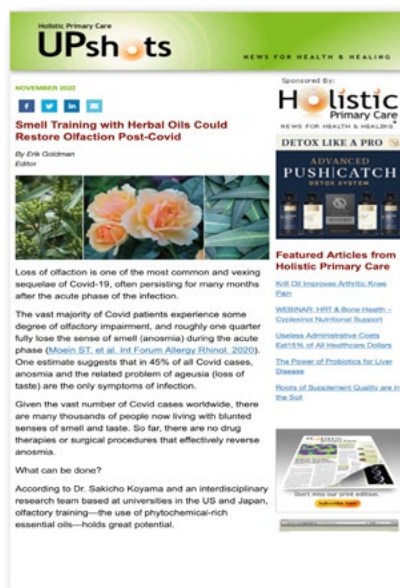 Holistic Primary Care
UPshots
NEWS FOR HEALTH & HEALING
NOVEMBER 2022
Smell Training with Herbal Oils Could
Restore Olfaction Post-Covid
By Erik Goldman
Editor
Loss of olfaction is one of the most common and vexing
sequelae of Covid-19, often persisting for many months
after the acute phase of the infection.
The vast majority of Covid patients experience some
degree of olfactory impairment, and roughly one quarter
fully lose the sense of smell (anosmia) during the acute
phase (Moein ST. et al. Int Forum Allergy Rhinol. 2020).
One estimate suggests that in 45% of all Covid cases,
anosmia and the related problem of ageusia (loss of
taste) are the only symptoms of infection.
Given the vast number of Covid cases worldwide, there
are many thousands of people now living with blunted
senses of smell and taste. So far, there are no drug
therapies or surgical procedures that effectively reverse
anosmia.
What can be done?
According to Dr. Sakicho Koyama and an interdisciplinary
research team based at universities in the US and Japan,
olfactory training—the use of phytochemical-rich
essential oils—holds great potential.
Sponsored By:
Holistic
Primary Care
NEWS FOR HEALTH & HEALING
DETOX LIKE A PRO
ADVANCED
PUSH|CATCH
DETOX SYSTEM
Featured Articles from
Holistic Primary Care
Krill Oil Improves Arthritic Knee
Pain
WEBINAR: HRT & Bone Health –
Cyplexinol Nutritional Support
Useless Administrative Costs
Eat15% of All Healthcare Dollars
The Power of Probiotics for Liver
Disease
Roots of Supplement Quality are in
the Soil
Don't miss our print edition.
Subscribe now